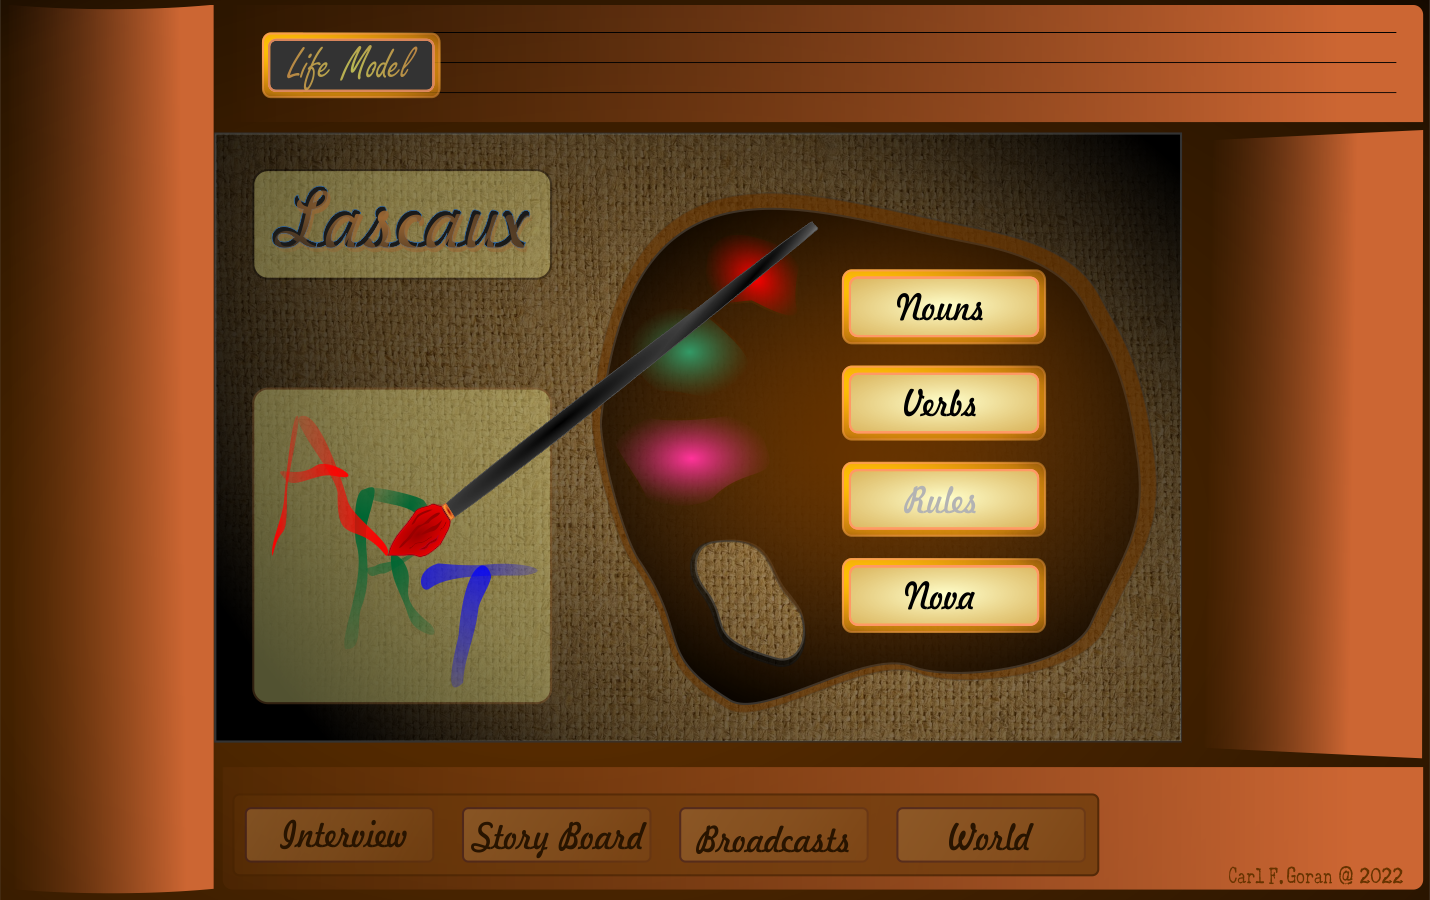 Life Model
Lascaux
ART
Nouns
Verbs
Rules
Nova
Interview
Story Board
Broadcasts
World
Carl F. Goran @ 2022